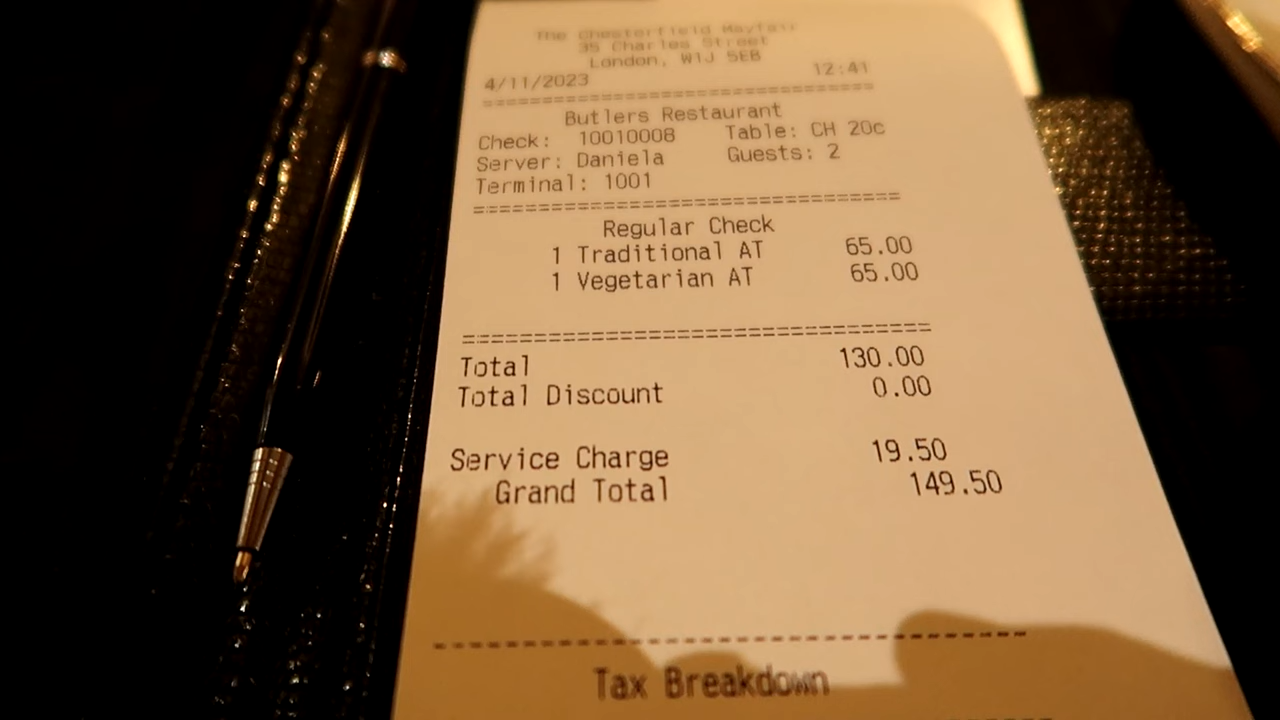 The Chesterfield Mayfair
35 Charles Street
London, W1J 5EB
4/11/2023 12:41
================================
Butlers Restaurant
Check: 10010008 Table: CH 20c
Server: Daniela Guests: 2
Terminal: 1001
================================
Regular Check
1 Traditional AT 65.00
1 Vegetarian AT 65.00
================================
Total 130.00
Total Discount 0.00
Service Charge 19.50
Grand Total 149.50
--------------------------------
Tax Breakdown